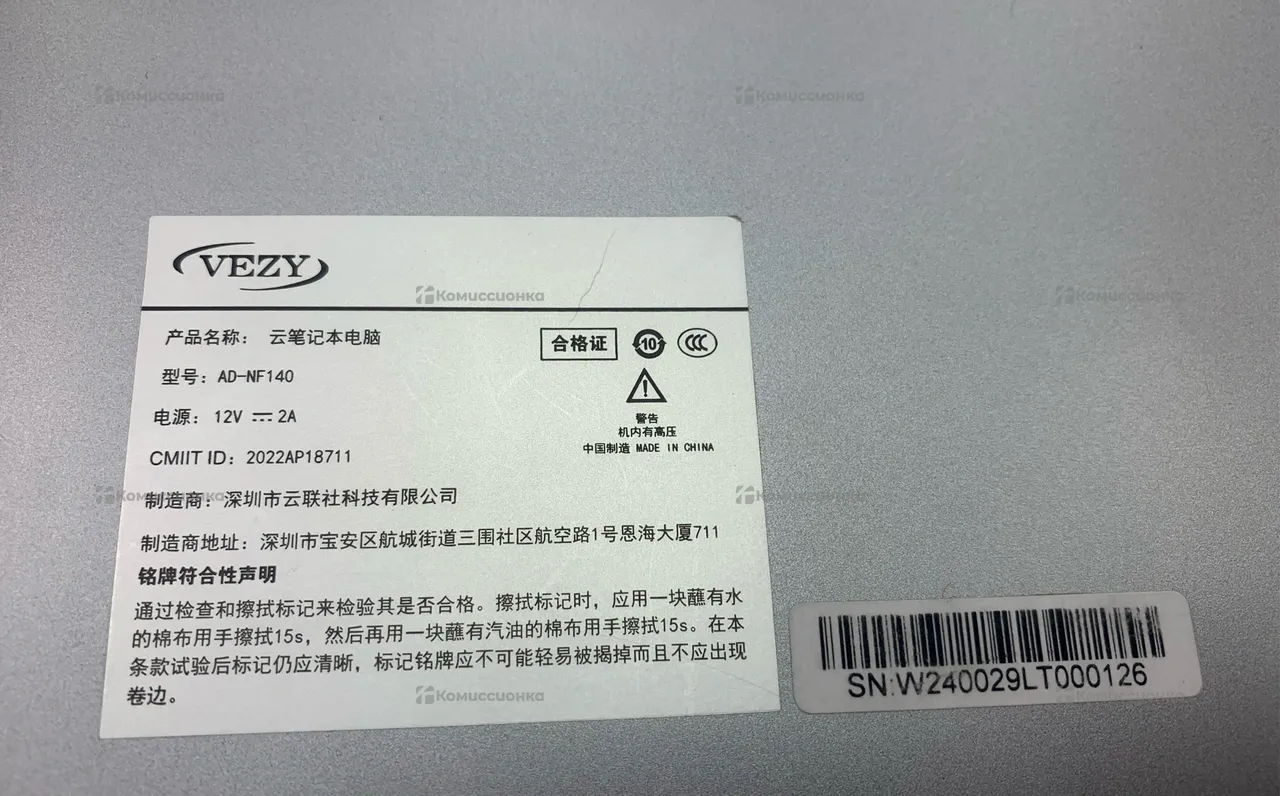 VEZY
产品名称： 云笔记本电脑
型号：AD-NF140
电源：12V ⎓ 2A
CMIIT ID：2022AP18711
制造商：深圳市云联社科技有限公司
制造商地址：深圳市宝安区航城街道三围社区航空路1号恩海大厦711
合格证
10
CCC
警告
机内有高压
中国制造 MADE IN CHINA
铭牌符合性声明
通过检查和擦拭标记来检验其是否合格。擦拭标记时，应用一块蘸有水
的棉布用手擦拭15s，然后再用一块蘸有汽油的棉布用手擦拭15s。在本
条款试验后标记仍应清晰，标记铭牌应不可能轻易被揭掉而且不应出现
卷边。
SN:W240029LT000126
Комиссионка
Комиссионка
Комиссионка
Комиссионка
Комиссионка
Комиссионка
Комиссионка
Комиссионка